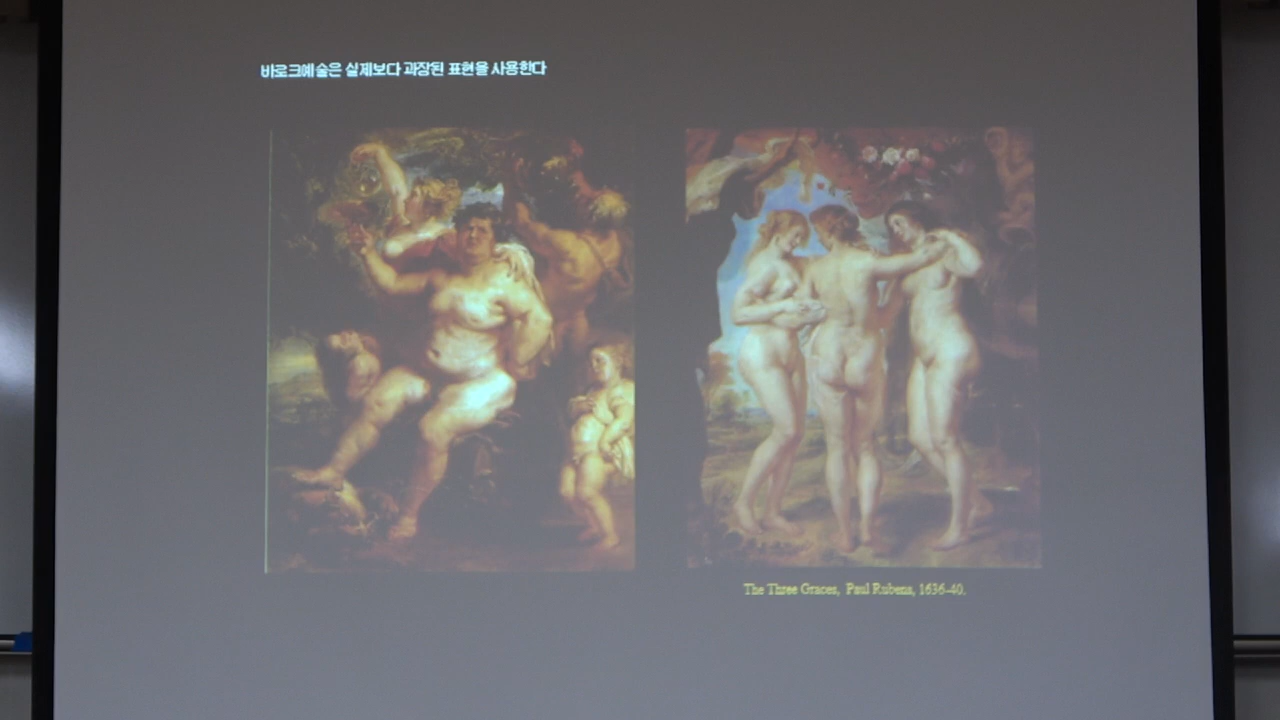 바로크예술은 실제보다 과장된 표현을 사용한다
The Three Graces, Paul Rubens, 1636-40.